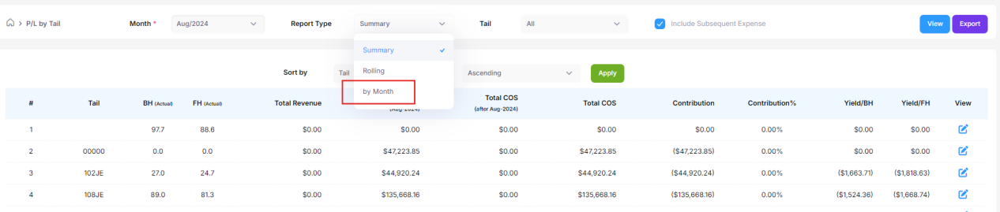 P/L by Tail Month * Aug/2024 Report Type Summary Tail All Include Subsequent Expense View Export
Summary
Rolling
by Month
Sort by Tail Ascending Apply
# Tail BH (Actual) FH (Actual) Total Revenue (Aug-2024) Total COS (after Aug-2024) Total COS Contribution Contribution% Yield/BH Yield/FH View
1 97.7 88.6 $0.00 $0.00 $0.00 $0.00 $0.00 0.00% $0.00 $0.00
2 00000 0.0 0.0 $0.00 $47,223.85 $0.00 $47,223.85 ($47,223.85) 0.00% $0.00 $0.00
3 102JE 27.0 24.7 $0.00 $44,920.24 $0.00 $44,920.24 ($44,920.24) 0.00% ($1,663.71) ($1,818.63)
4 108JE 89.0 81.3 $0.00 $135,668.16 $0.00 $135,668.16 ($135,668.16) 0.00% ($1,524.36) ($1,668.74)